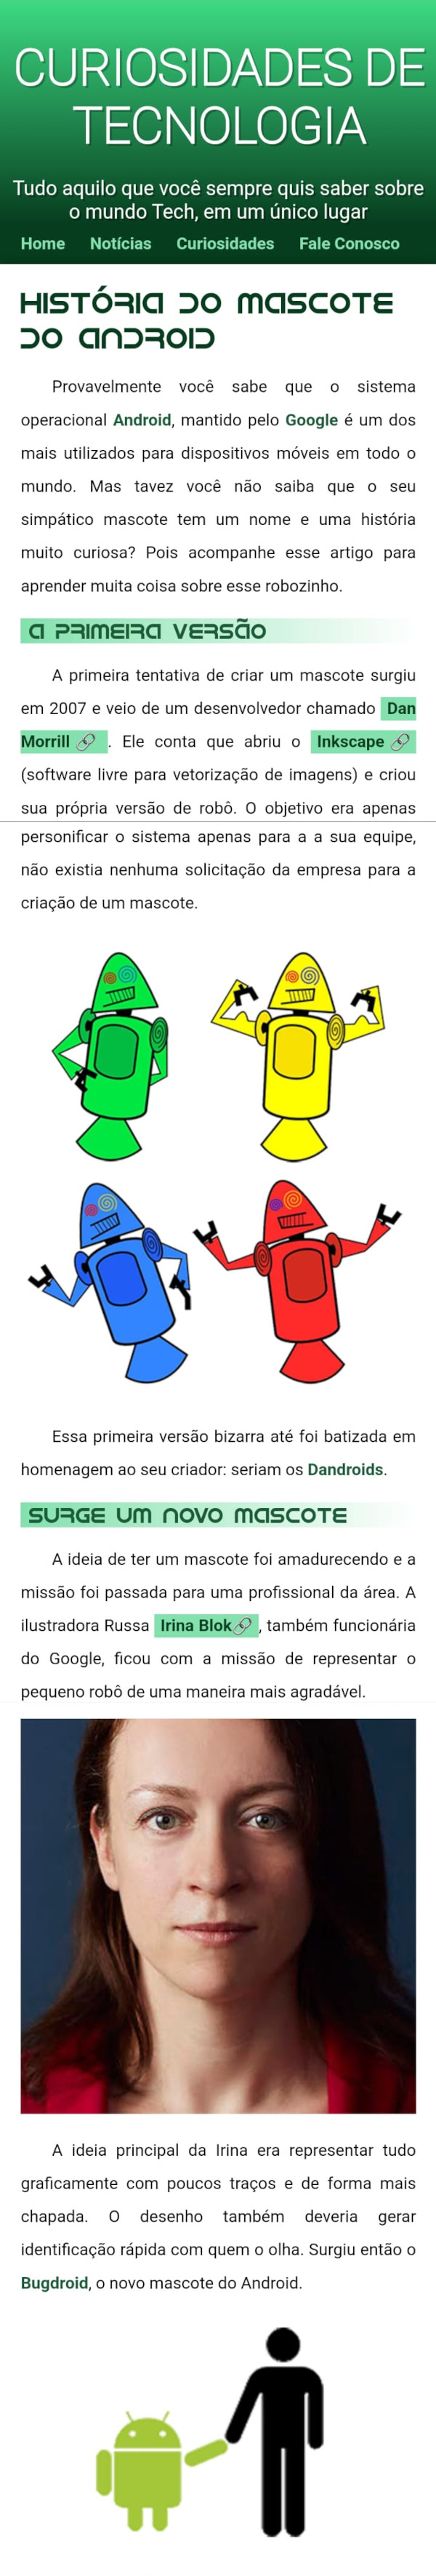 CURIOSIDADES DE
TECNOLOGIA
Tudo aquilo que você sempre quis saber sobre
o mundo Tech, em um único lugar
Home Notícias Curiosidades Fale Conosco
HISTÓRIA DO MASCOTE
DO ANDROID
Provavelmente você sabe que o sistema
operacional Android, mantido pelo Google é um dos
mais utilizados para dispositivos móveis em todo o
mundo. Mas tavez você não saiba que o seu
simpático mascote tem um nome e uma história
muito curiosa? Pois acompanhe esse artigo para
aprender muita coisa sobre esse robozinho.
A PRIMEIRA VERSÃO
A primeira tentativa de criar um mascote surgiu
em 2007 e veio de um desenvolvedor chamado Dan
Morrill . Ele conta que abriu o Inkscape
(software livre para vetorização de imagens) e criou
sua própria versão de robô. O objetivo era apenas
personificar o sistema apenas para a a sua equipe,
não existia nenhuma solicitação da empresa para a
criação de um mascote.
Essa primeira versão bizarra até foi batizada em
homenagem ao seu criador: seriam os Dandroids.
SURGE UM NOVO MASCOTE
A ideia de ter um mascote foi amadurecendo e a
missão foi passada para uma profissional da área. A
ilustradora Russa Irina Blok , também funcionária
do Google, ficou com a missão de representar o
pequeno robô de uma maneira mais agradável.
A ideia principal da Irina era representar tudo
graficamente com poucos traços e de forma mais
chapada. O desenho também deveria gerar
identificação rápida com quem o olha. Surgiu então o
Bugdroid, o novo mascote do Android.